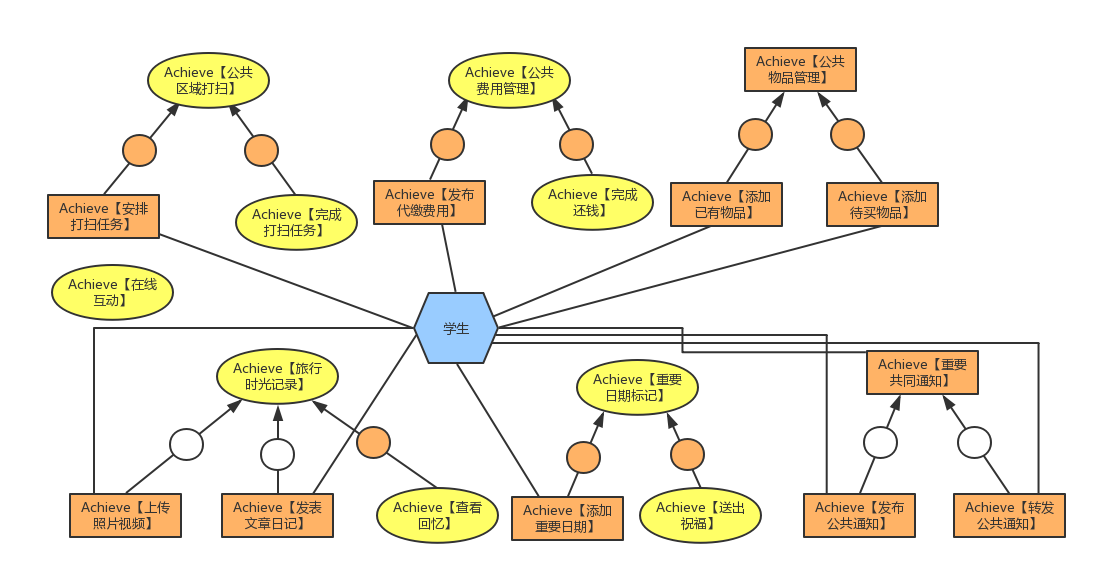 Achieve【公共
区域打扫】
Achieve【公共
费用管理】
Achieve【公共
物品管理】
Achieve【安排
打扫任务】
Achieve【完成
打扫任务】
Achieve【发布
代缴费用】
Achieve【完成
还钱】
Achieve【添加
已有物品】
Achieve【添加
待买物品】
Achieve【在线
互动】
学生
Achieve【旅行
时光记录】
Achieve【重要
日期标记】
Achieve【重要
共同通知】
Achieve【上传
照片视频】
Achieve【发表
文章日记】
Achieve【查看
回忆】
Achieve【添加
重要日期】
Achieve【送出
祝福】
Achieve【发布
公共通知】
Achieve【转发
公共通知】